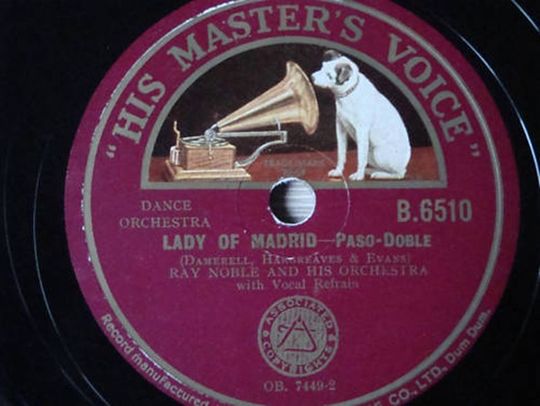 "HIS MASTER'S VOICE"
TRADE MARK
DANCE
ORCHESTRA
B.6510
LADY OF MADRID—PASO-DOBLE
(DAMERELL, HARGREAVES & EVANS)
RAY NOBLE AND HIS ORCHESTRA
with Vocal Refrain
ASSOCIATED
COPYRIGHTS
OB. 7449-2
Record manufactured
CO., LTD., Dum Dum.